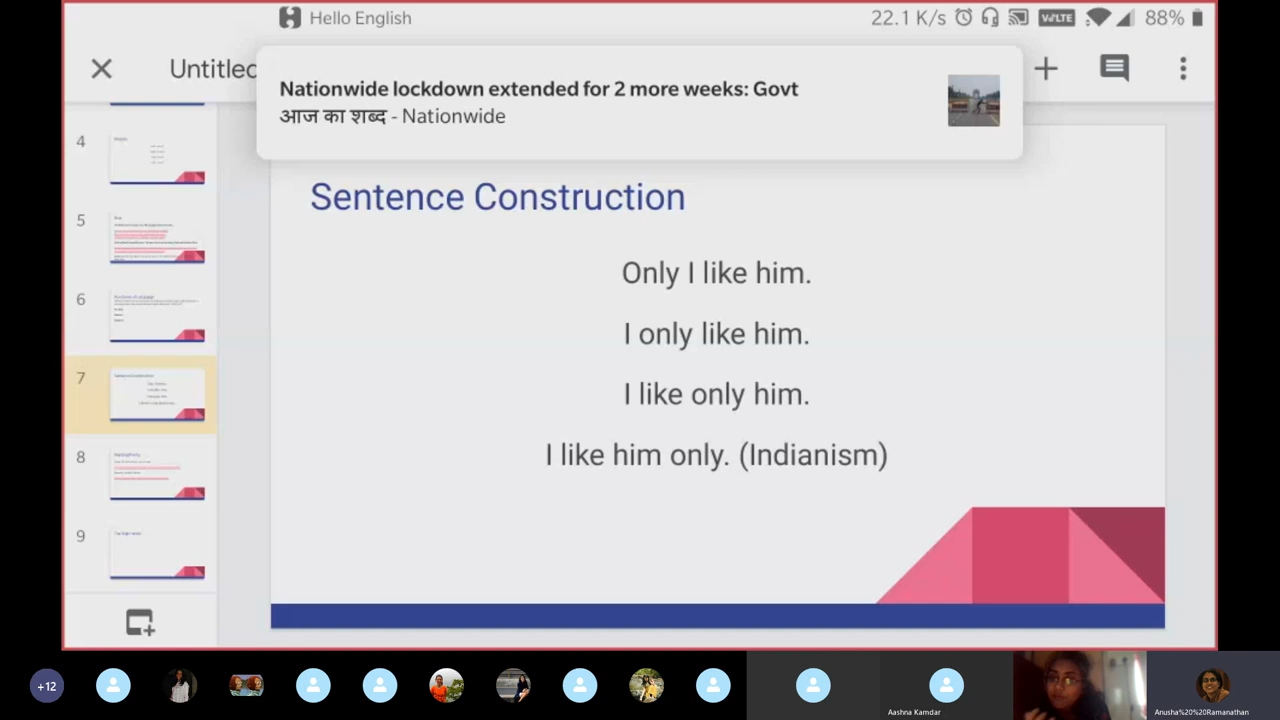 Hello English
22.1 K/s
VoLTE
88%
Untitled
Nationwide lockdown extended for 2 more weeks: Govt
आज का शब्द - Nationwide
4
5
6
7
8
9
Sentence Construction
Only I like him.
I only like him.
I like only him.
I like him only. (Indianism)
+12
Aashna Kamdar
Anusha%20%20Ramanathan